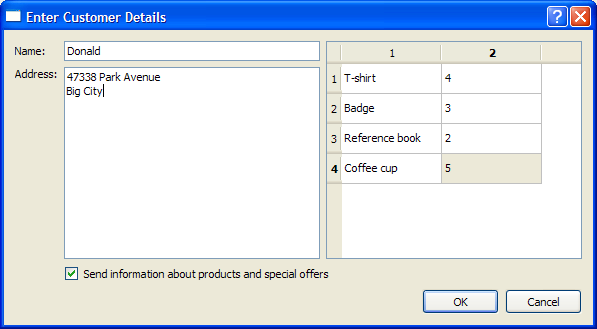 Enter Customer Details
Name: Donald
Address: 47338 Park Avenue
Big City
1 2
1 T-shirt 4
2 Badge 3
3 Reference book 2
4 Coffee cup 5
Send information about products and special offers
OK Cancel